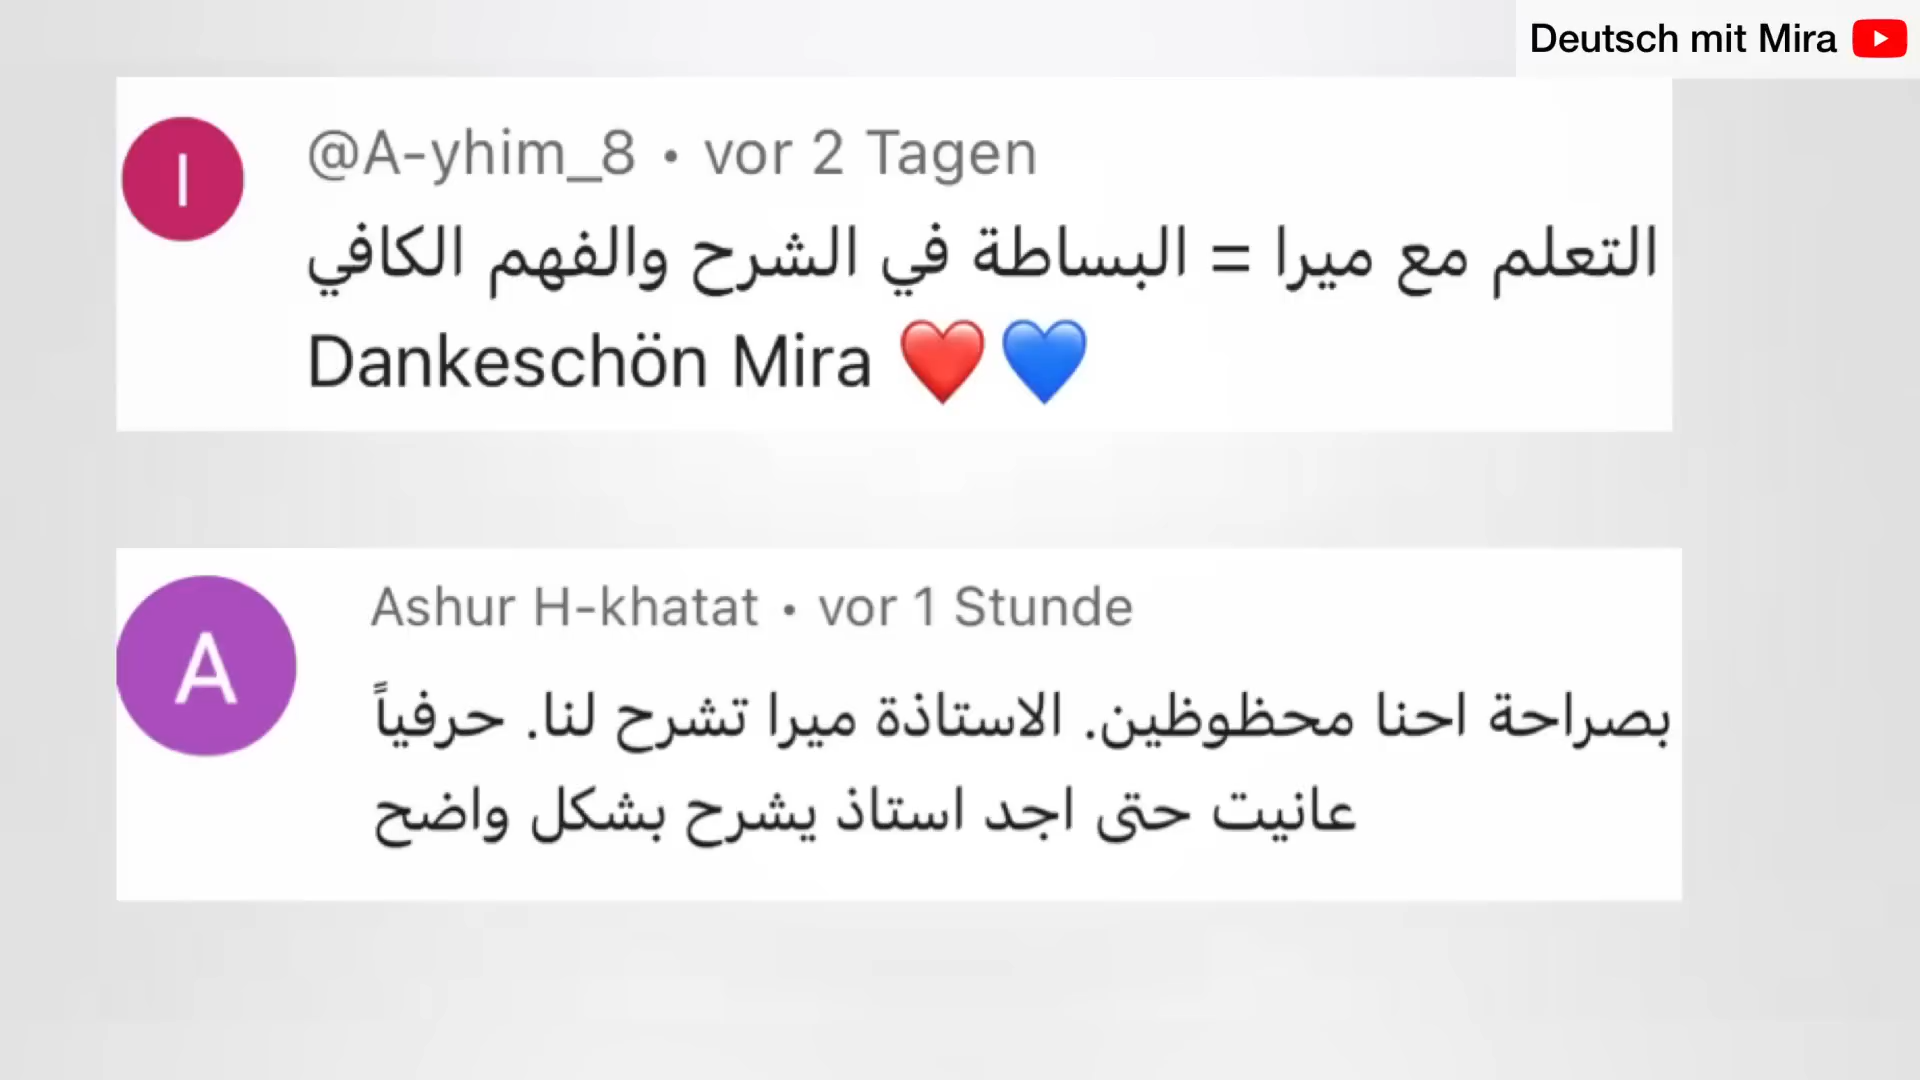 Deutsch mit Mira
I
@A-yhim_8 • vor 2 Tagen
التعلم مع ميرا = البساطة في الشرح والفهم الكافي
Dankeschön Mira ❤️💙
A
Ashur H-khatat • vor 1 Stunde
بصراحة احنا محظوظين. الاستاذة ميرا تشرح لنا. حرفياً
عانيت حتى اجد استاذ يشرح بشكل واضح